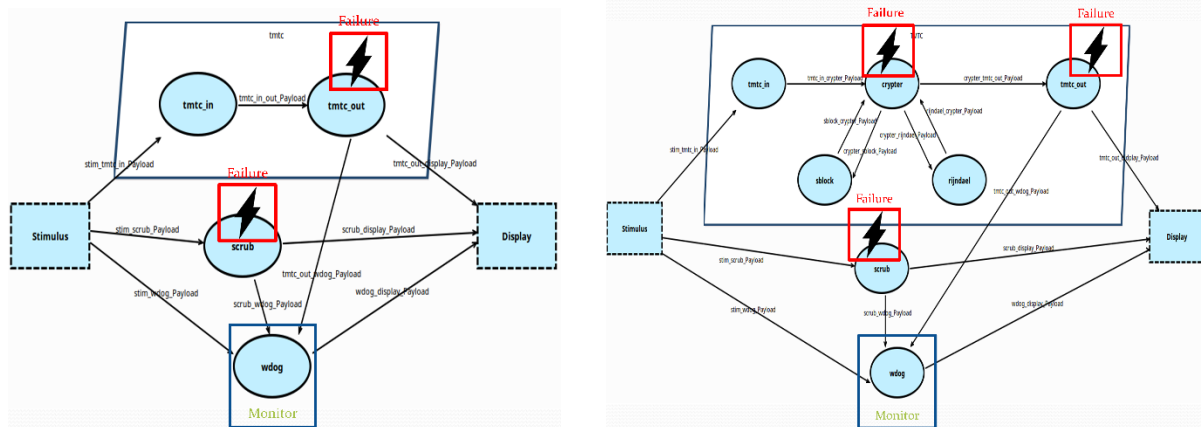 Failure
tmtc
tmtc_in
tmtc_in_out_Payload
tmtc_out
stim_tmtc_in_Payload
tmtc_out_display_Payload
Failure
Stimulus
stim_scrub_Payload
scrub
scrub_display_Payload
Display
tmtc_out_wdog_Payload
stim_wdog_Payload
scrub_wdog_Payload
wdog_display_Payload
wdog
Monitor
Failure
Failure
tmtc_in
tmtc_in_crypter_Payload
crypter
crypter_tmtc_out_Payload
tmtc_out
sblock_crypter_Payload
rijndael_crypter_Payload
crypter_rijndael_Payload
crypter_sblock_Payload
stim_tmtc_in_Payload
tmtc_out_display_Payload
sblock
rijndael
tmtc_out_wdog_Payload
Failure
Stimulus
stim_scrub_Payload
scrub
scrub_display_Payload
Display
stim_wdog_Payload
scrub_wdog_Payload
wdog_display_Payload
wdog
Monitor